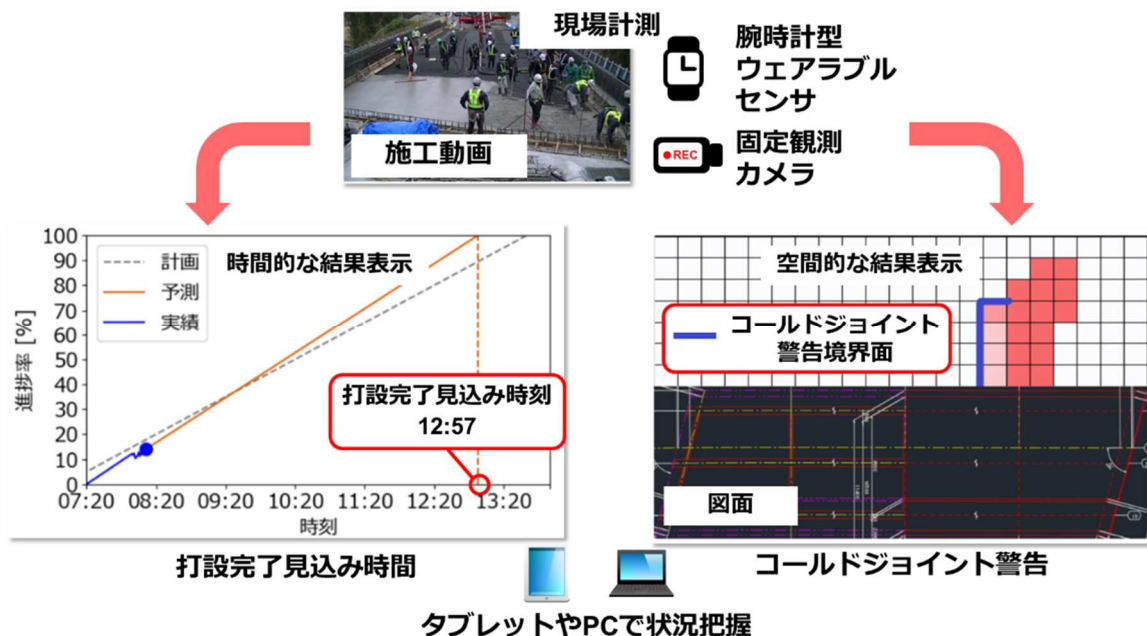 現場計測
腕時計型
ウェアラブル
センサ
施工動画
REC
固定観測
カメラ
時間的な結果表示
計画
予測
実績
進捗率 [%]
100
90
80
70
60
50
40
30
20
10
0
打設完了見込み時刻
12:57
07:20 08:20 09:20 10:20 11:20 12:20 13:20
時刻
打設完了見込み時間
空間的な結果表示
コールドジョイント
警告境界面
図面
コールドジョイント警告
タブレットやPCで状況把握